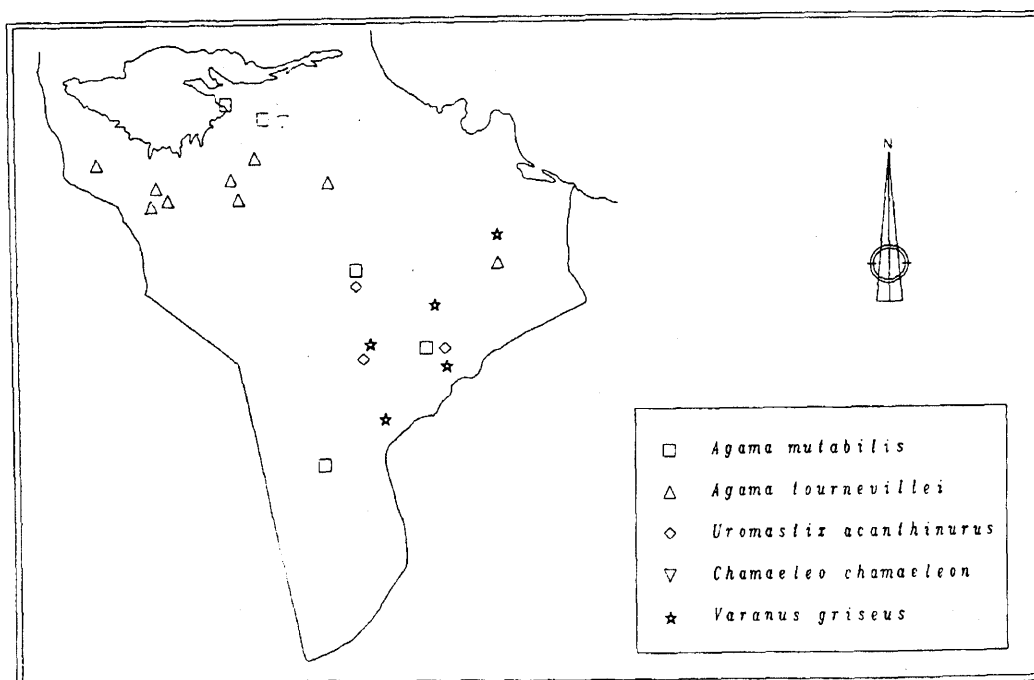 N
Agama mutabilis
Agama tournevillei
Uromastix acanthinurus
Chamaeleo chamaeleon
Varanus griseus